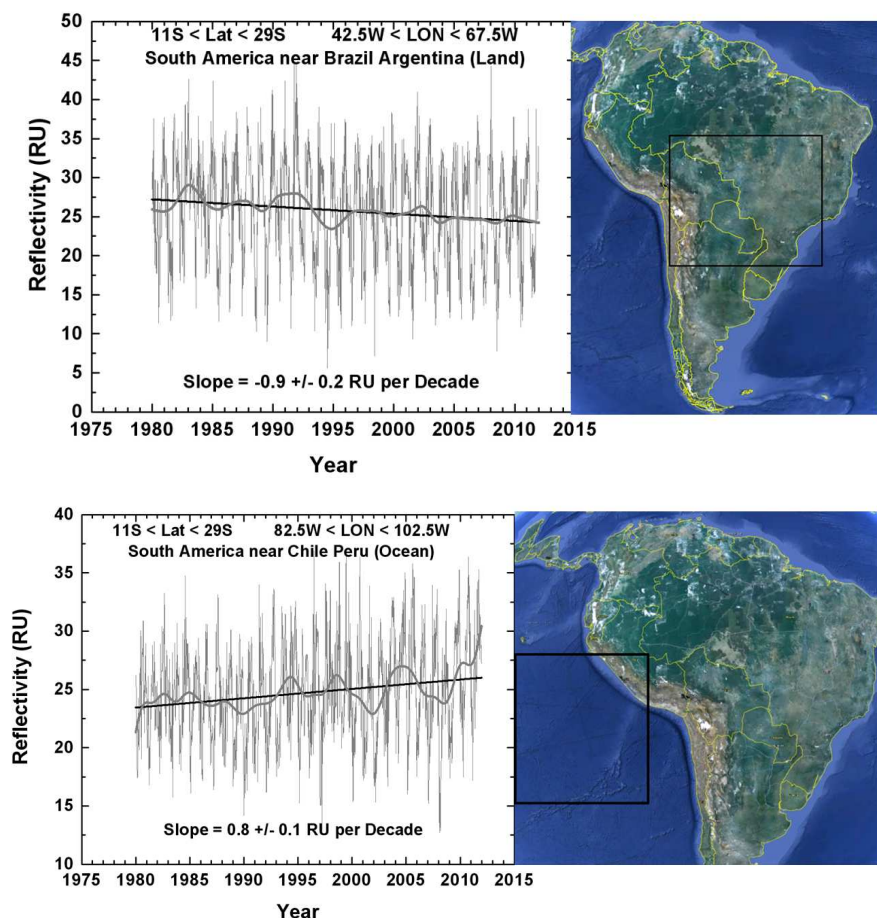 11S < Lat < 29S 42.5W < LON < 67.5W
South America near Brazil Argentina (Land)
Reflectivity (RU)
50
45
40
35
30
25
20
15
10
5
0
Slope = -0.9 +/- 0.2 RU per Decade
1975 1980 1985 1990 1995 2000 2005 2010 2015
Year
11S < Lat < 29S 82.5W < LON < 102.5W
South America near Chile Peru (Ocean)
Reflectivity (RU)
40
35
30
25
20
15
10
Slope = 0.8 +/- 0.1 RU per Decade
1975 1980 1985 1990 1995 2000 2005 2010 2015
Year